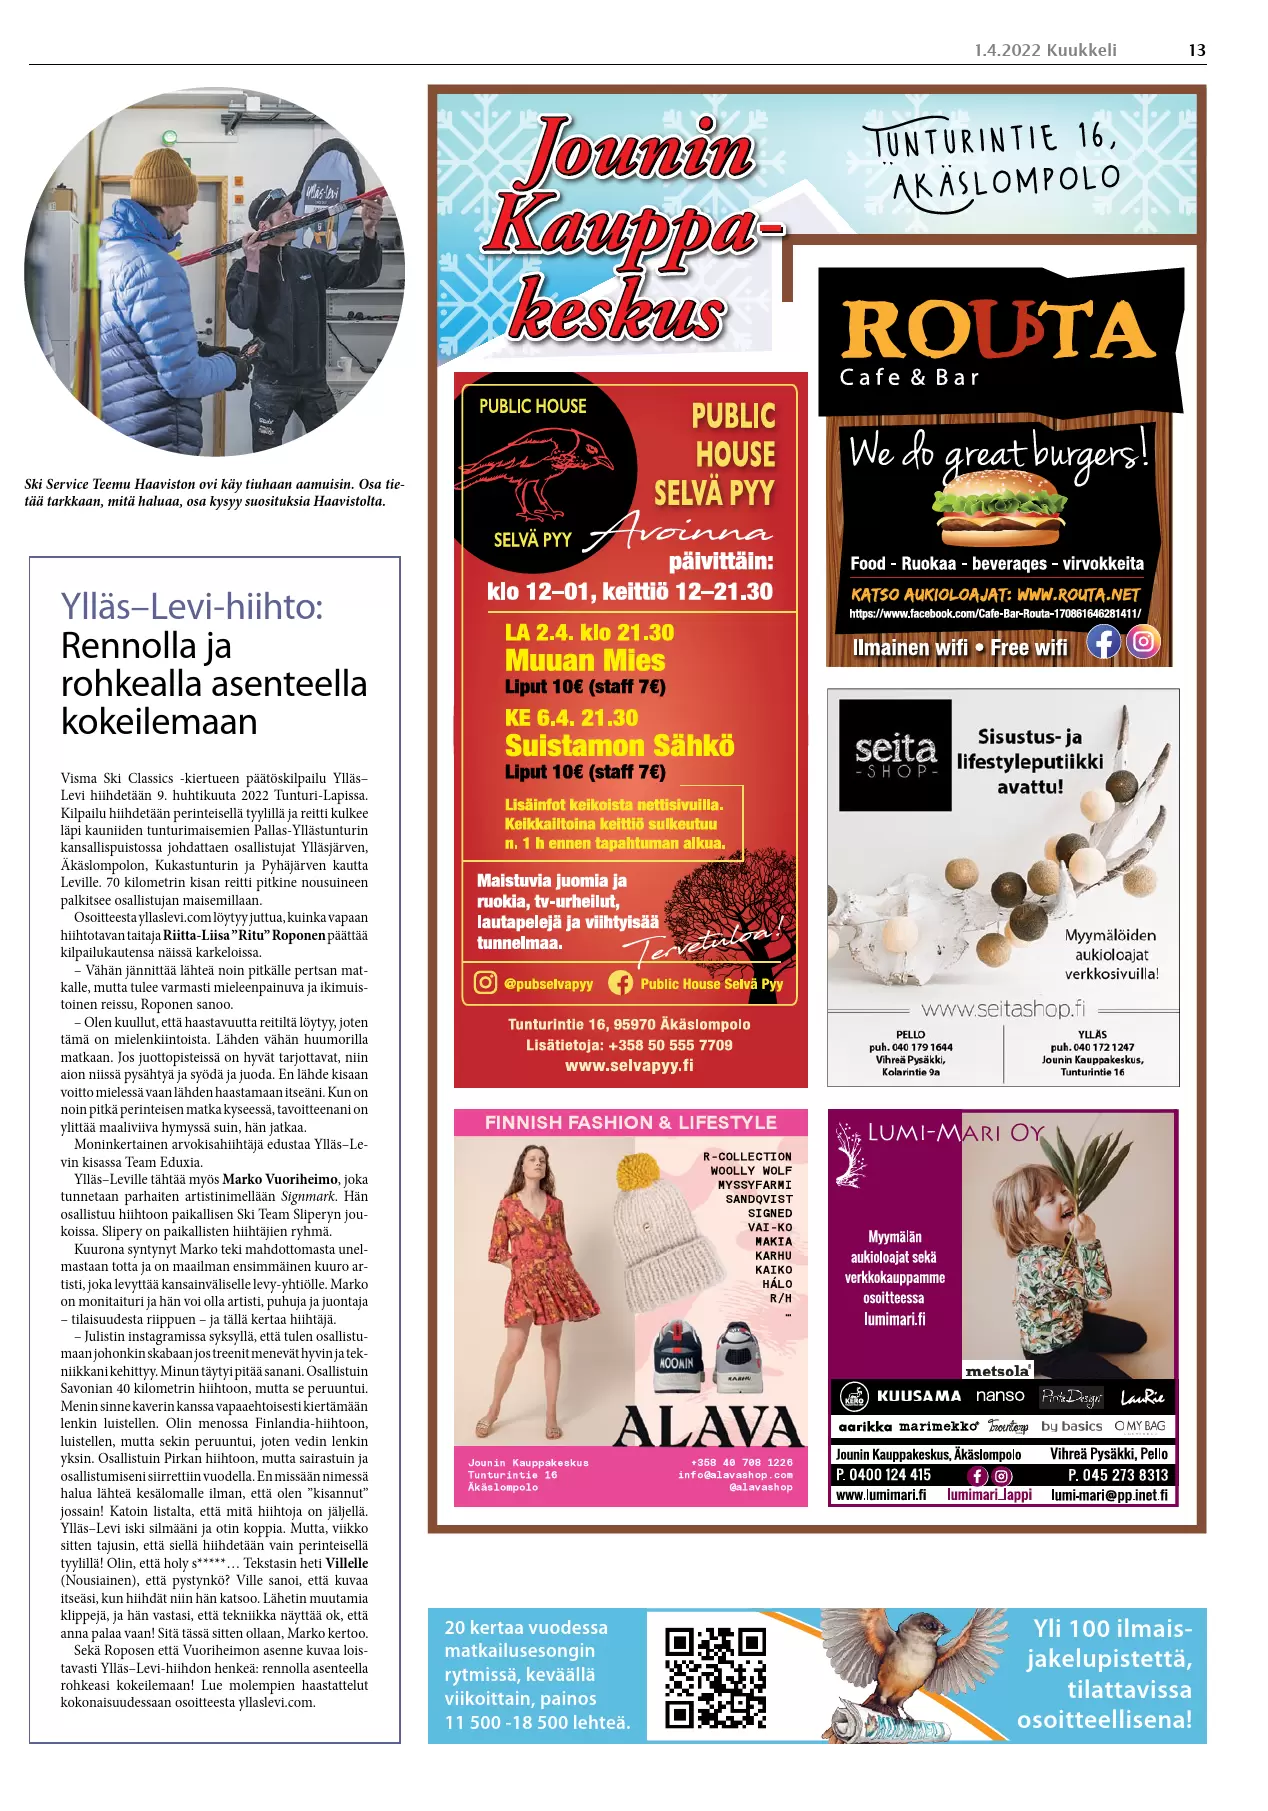 1.4.2022 Kuukkeli 13
Ski Service Teemu Haaviston ovi käy tiuhaan aamuisin. Osa tie-
tää tarkkaan, mitä haluaa, osa kysyy suosituksia Haavistolta.
Ylläs–Levi-hiihto:
Rennolla ja
rohkealla asenteella
kokeilemaan
Visma Ski Classics -kiertueen päätöskilpailu Ylläs–
Levi hiihdetään 9. huhtikuuta 2022 Tunturi-Lapissa.
Kilpailu hiihdetään perinteisellä tyylillä ja reitti kulkee
läpi kauniiden tunturimaisemien Pallas-Yllästunturin
kansallispuistossa johdattaen osallistujat Ylläsjärven,
Äkäslompolon, Kukastunturin ja Pyhäjärven kautta
Leville. 70 kilometrin kisan reitti pitkine nousuineen
palkitsee osallistujan maisemillaan.
Osoitteesta yllaslevi.com löytyy juttua, kuinka vapaan
hiihtotavan taitaja Riitta-Liisa ”Ritu” Roponen päättää
kilpailukautensa näissä karkeloissa.
– Vähän jännittää lähteä noin pitkälle pertsan mat-
kalle, mutta tulee varmasti mieleenpainuva ja ikimuis-
toinen reissu, Roponen sanoo.
– Olen kuullut, että haastavuutta reitiltä löytyy, joten
tämä on mielenkiintoista. Lähden vähän huumorilla
matkaan. Jos juottopisteissä on hyvät tarjottavat, niin
aion niissä pysähtyä ja syödä ja juoda. En lähde kisaan
voitto mielessä vaan lähden haastamaan itseäni. Kun on
noin pitkä perinteisen matka kyseessä, tavoitteenani on
ylittää maaliviiva hymyssä suin, hän jatkaa.
Moninkertainen arvokisahiihtäjä edustaa Ylläs–Le-
vin kisassa Team Eduxia.
Ylläs–Leville tähtää myös Marko Vuoriheimo, joka
tunnetaan parhaiten artistinimellään Signmark. Hän
osallistuu hiihtoon paikallisen Ski Team Sliperyn jou-
koissa. Slipery on paikallisten hiihtäjien ryhmä.
Kuurona syntynyt Marko teki mahdottomasta unel-
mastaan totta ja on maailman ensimmäinen kuuro ar-
tisti, joka levyttää kansainväliselle levy-yhtiölle. Marko
on monitaituri ja hän voi olla artisti, puhuja ja juontaja
– tilaisuudesta riippuen – ja tällä kertaa hiihtäjä.
– Julistin instagramissa syksyllä, että tulen osallistu-
maan johonkin skabaan jos treenit menevät hyvin ja tek-
niikkani kehittyy. Minun täytyi pitää sanani. Osallistuin
Savonian 40 kilometrin hiihtoon, mutta se peruuntui.
Menin sinne kaverin kanssa vapaaehtoisesti kiertämään
lenkin luistellen. Olin menossa Finlandia-hiihtoon,
luistellen, mutta sekin peruuntui, joten vedin lenkin
yksin. Osallistuin Pirkan hiihtoon, mutta sairastuin ja
osallistumiseni siirrettiin vuodella. En missään nimessä
halua lähteä kesälomalle ilman, että olen ”kisannut”
jossain! Katoin listalta, että mitä hiihtoja on jäljellä.
Ylläs–Levi iski silmääni ja otin koppia. Mutta, viikko
sitten tajusin, että siellä hiihdetään vain perinteisellä
tyylillä! Olin, että holy s*****… Tekstasin heti Villelle
(Nousiainen), että pystynkö? Ville sanoi, että kuvaa
itseäsi, kun hiihdät niin hän katsoo. Lähetin muutamia
klippejä, ja hän vastasi, että tekniikka näyttää ok, että
anna palaa vaan! Sitä tässä sitten ollaan, Marko kertoo.
Sekä Roposen että Vuoriheimon asenne kuvaa lois-
tavasti Ylläs–Levi-hiihdon henkeä: rennolla asenteella
rohkeasi kokeilemaan! Lue molempien haastattelut
kokonaisuudessaan osoitteesta yllaslevi.com.
Jounin
Kauppa-
keskus
TUNTURINTIE 16,
ÄKÄSLOMPOLO
PUBLIC HOUSE
SELVÄ PYY
PUBLIC
HOUSE
SELVÄ PYY
Avoinna
päivittäin:
klo 12–01, keittiö 12–21.30
LA 2.4. klo 21.30
Muuan Mies
Liput 10€ (staff 7€)
KE 6.4. 21.30
Suistamon Sähkö
Liput 10€ (staff 7€)
Lisäinfot keikoista nettisivuilla.
Keikkailtoina keittiö sulkeutuu
n. 1 h ennen tapahtuman alkua.
Maistuvia juomia ja
ruokia, tv-urheilut,
lautapelejä ja viihtyisää
tunnelmaa.
Tervetuloa!
@pubselvapyy Public House Selvä Pyy
Tunturintie 16, 95970 Äkäslompolo
Lisätietoja: +358 50 555 7709
www.selvapyy.fi
ROUTA
Cafe & Bar
We do great burgers!
Food - Ruokaa - beverages - virvokkeita
KATSO AUKIOLOAJAT: WWW.ROUTA.NET
https://www.facebook.com/Cafe-Bar-Routa-170861646281411/
Ilmainen wifi • Free wifi
seita
-SHOP-
Sisustus- ja
lifestyleputiikki
avattu!
Myymälöiden
aukioloajat
verkkosivuilla!
www.seitashop.fi
PELLO
puh. 040 179 1644
Vihreä Pysäkki,
Kolarintie 9a
YLLÄS
puh. 040 172 1247
Jounin Kauppakeskus,
Tunturintie 16
FINNISH FASHION & LIFESTYLE
R-COLLECTION
WOOLLY WOLF
MYSSYFARMI
SANDQVIST
SIGNED
VAI-KO
MAKIA
KARHU
KAIKO
HÁLO
R/H
…
MOOMIN
KARHU
ALAVA
Jounin Kauppakeskus
Tunturintie 16
Äkäslompolo
+358 40 708 1226
info@alavashop.com
@alavashop
LUMI-MARI OY
Myymälän
aukioloajat sekä
verkkokauppamme
osoitteessa
lumimari.fi
metsola
KUUSAMA nanso PiritaDesign LauRie
aarikka marimekko by basics O MY BAG
Jounin Kauppakeskus, Äkäslompolo Vihreä Pysäkki, Pello
P. 0400 124 415 P. 045 273 8313
www.lumimari.fi lumimari_lappi lumi-mari@pp.inet.fi
20 kertaa vuodessa
matkailusesongin
rytmissä, keväällä
viikoittain, painos
11 500 -18 500 lehteä.
Yli 100 ilmais-
jakelupistettä,
tilattavissa
osoitteellisena!